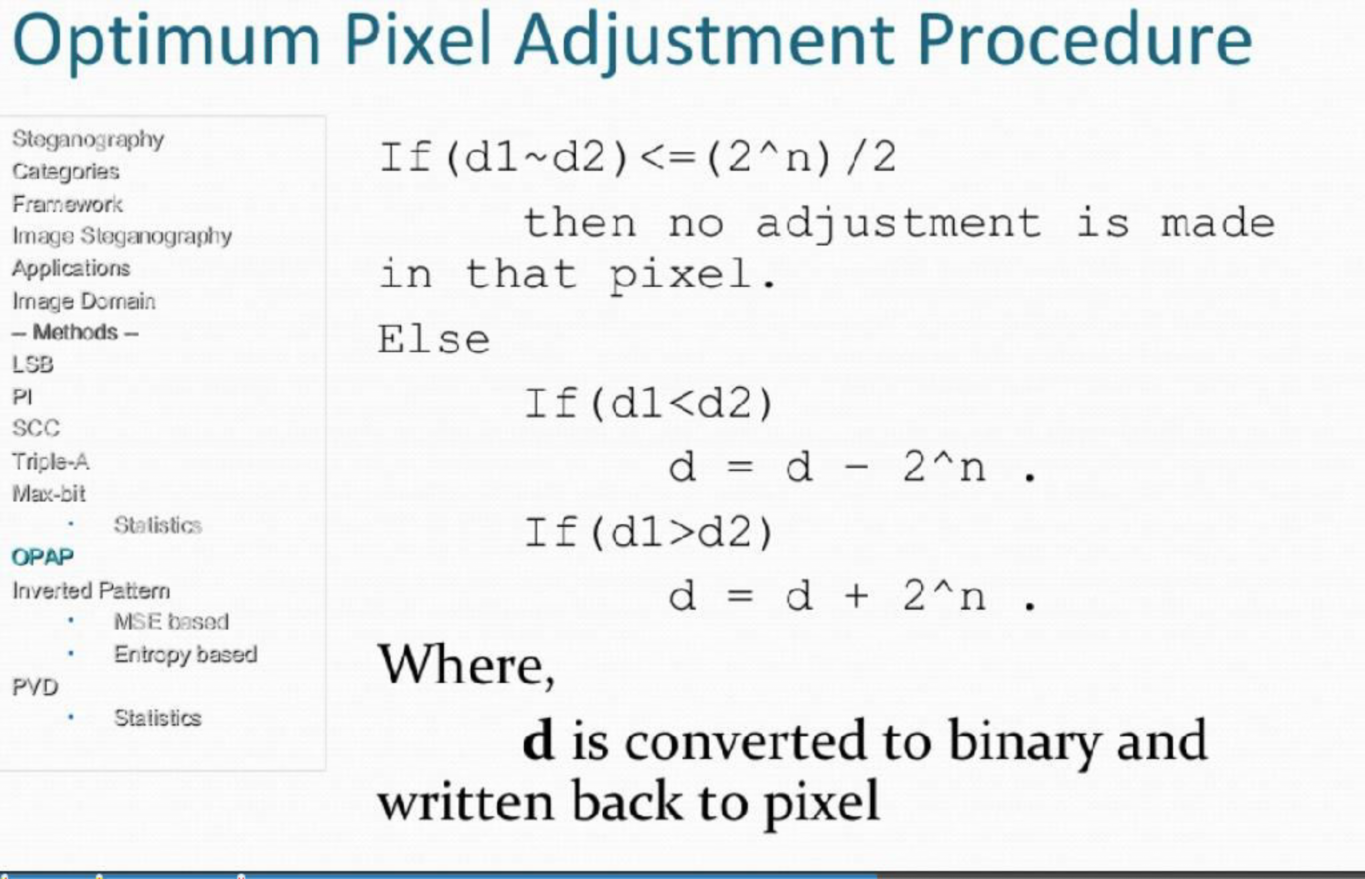 Optimum Pixel Adjustment Procedure
Steganography
Categories
Framework
Image Steganography
Applications
Image Domain
– Methods –
LSB
PI
SCC
Triple-A
Max-bit
• Statistics
OPAP
Inverted Pattern
• MSE based
• Entropy based
PVD
• Statistics
If(d1~d2)<=(2^n)/2
then no adjustment is made
in that pixel.
Else
If(d1<d2)
d = d – 2^n .
If(d1>d2)
d = d + 2^n .
Where,
d is converted to binary and
written back to pixel